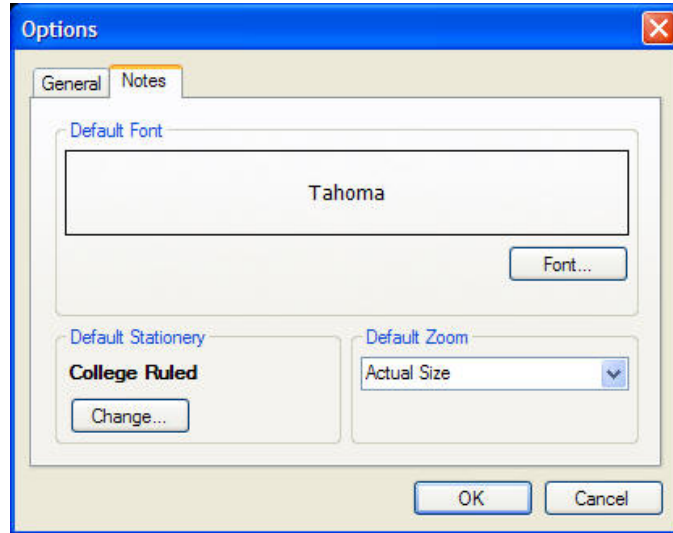 Options
General Notes
Default Font
Tahoma
Font...
Default Stationery
College Ruled
Change...
Default Zoom
Actual Size
OK Cancel